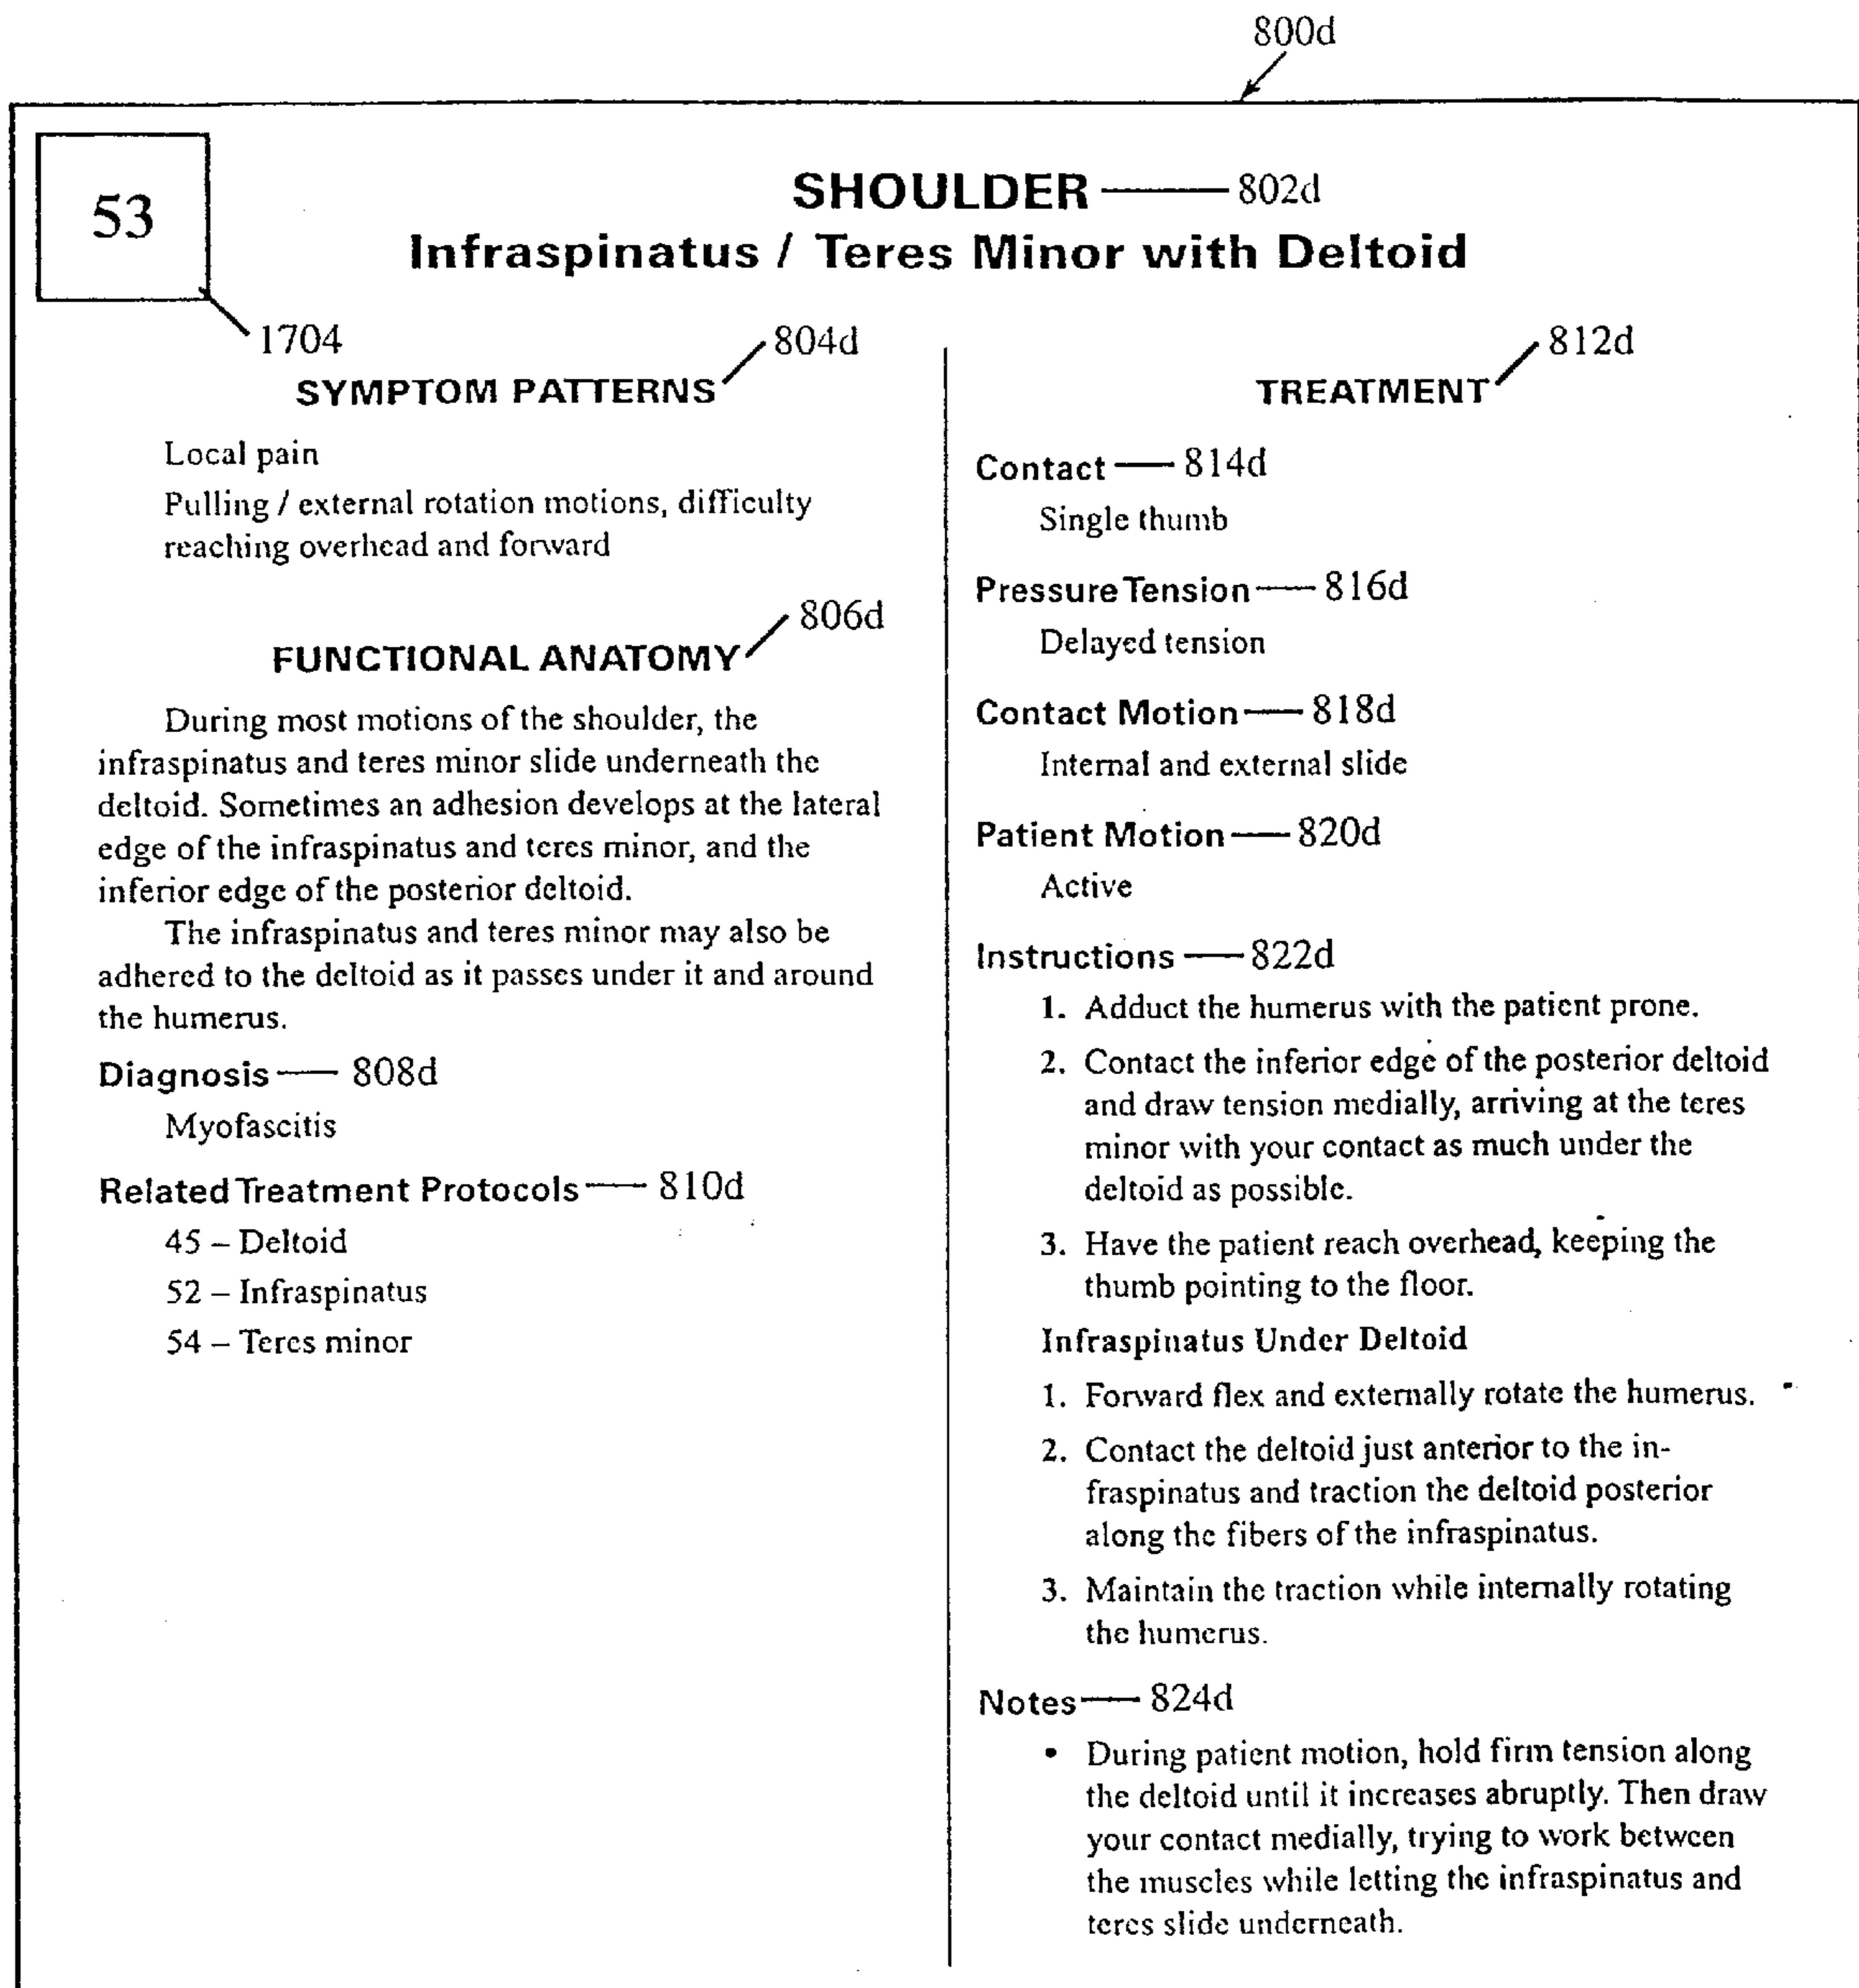 800d
53
SHOULDER 802d
Infraspinatus / Teres Minor with Deltoid
1704
804d
SYMPTOM PATTERNS
Local pain
Pulling / external rotation motions, difficulty
reaching overhead and forward
806d
FUNCTIONAL ANATOMY
During most motions of the shoulder, the
infraspinatus and teres minor slide underneath the
deltoid. Sometimes an adhesion develops at the lateral
edge of the infraspinatus and teres minor, and the
inferior edge of the posterior deltoid.
The infraspinatus and teres minor may also be
adhered to the deltoid as it passes under it and around
the humerus.
Diagnosis 808d
Myofascitis
Related Treatment Protocols 810d
45 – Deltoid
52 – Infraspinatus
54 – Teres minor
812d
TREATMENT
Contact 814d
Single thumb
Pressure Tension 816d
Delayed tension
Contact Motion 818d
Internal and external slide
Patient Motion 820d
Active
Instructions 822d
1. Adduct the humerus with the patient prone.
2. Contact the inferior edge of the posterior deltoid
and draw tension medially, arriving at the teres
minor with your contact as much under the
deltoid as possible.
3. Have the patient reach overhead, keeping the
thumb pointing to the floor.
Infraspinatus Under Deltoid
1. Forward flex and externally rotate the humerus.
2. Contact the deltoid just anterior to the in-
fraspinatus and traction the deltoid posterior
along the fibers of the infraspinatus.
3. Maintain the traction while internally rotating
the humerus.
Notes 824d
• During patient motion, hold firm tension along
the deltoid until it increases abruptly. Then draw
your contact medially, trying to work between
the muscles while letting the infraspinatus and
teres slide underneath.